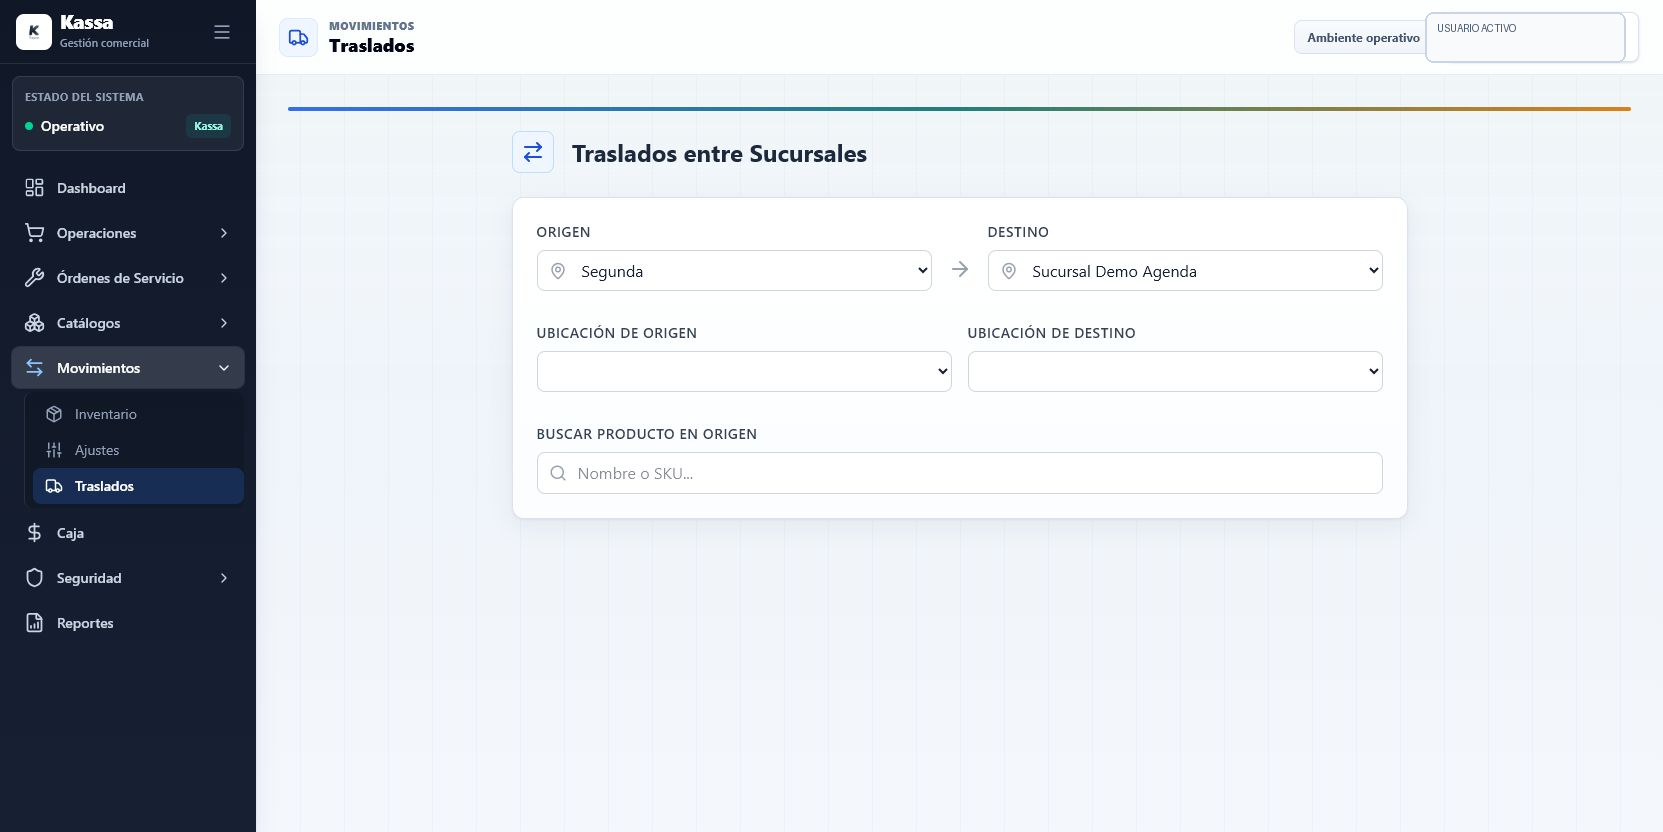 Kassa
Gestión comercial
ESTADO DEL SISTEMA
Operativo
Kassa
Dashboard
Operaciones
Órdenes de Servicio
Catálogos
Movimientos
Inventario
Ajustes
Traslados
Caja
Seguridad
Reportes
MOVIMIENTOS
Traslados
Ambiente operativo
USUARIO ACTIVO
Traslados entre Sucursales
ORIGEN
Segunda
DESTINO
Sucursal Demo Agenda
UBICACIÓN DE ORIGEN
UBICACIÓN DE DESTINO
BUSCAR PRODUCTO EN ORIGEN
Nombre o SKU...